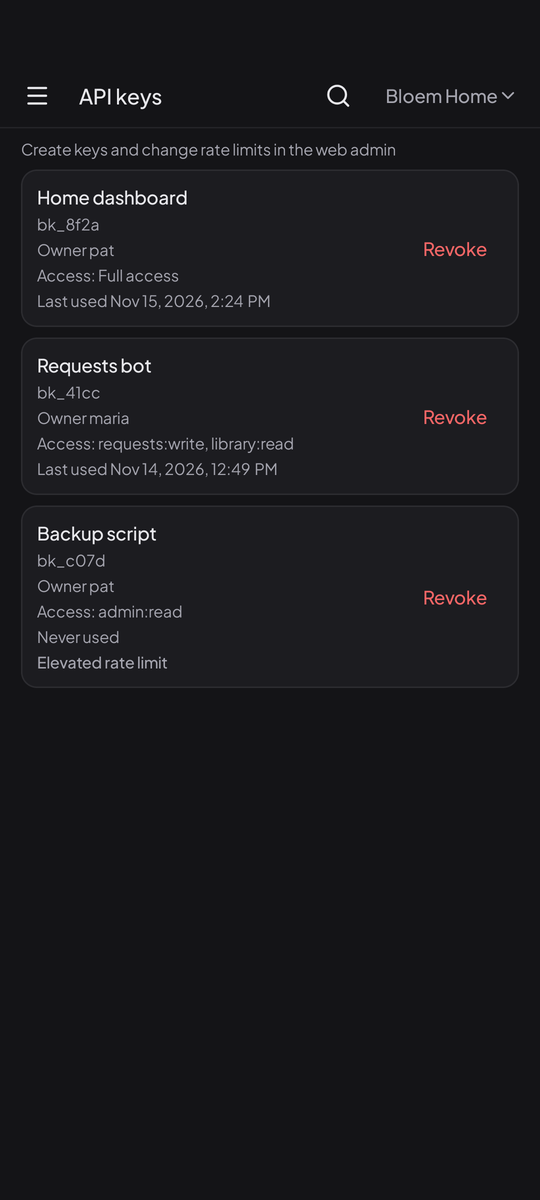 API keys
Bloem Home
Create keys and change rate limits in the web admin
Home dashboard
bk_8f2a
Owner pat
Access: Full access
Last used Nov 15, 2026, 2:24 PM
Revoke
Requests bot
bk_41cc
Owner maria
Access: requests:write, library:read
Last used Nov 14, 2026, 12:49 PM
Revoke
Backup script
bk_c07d
Owner pat
Access: admin:read
Never used
Elevated rate limit
Revoke